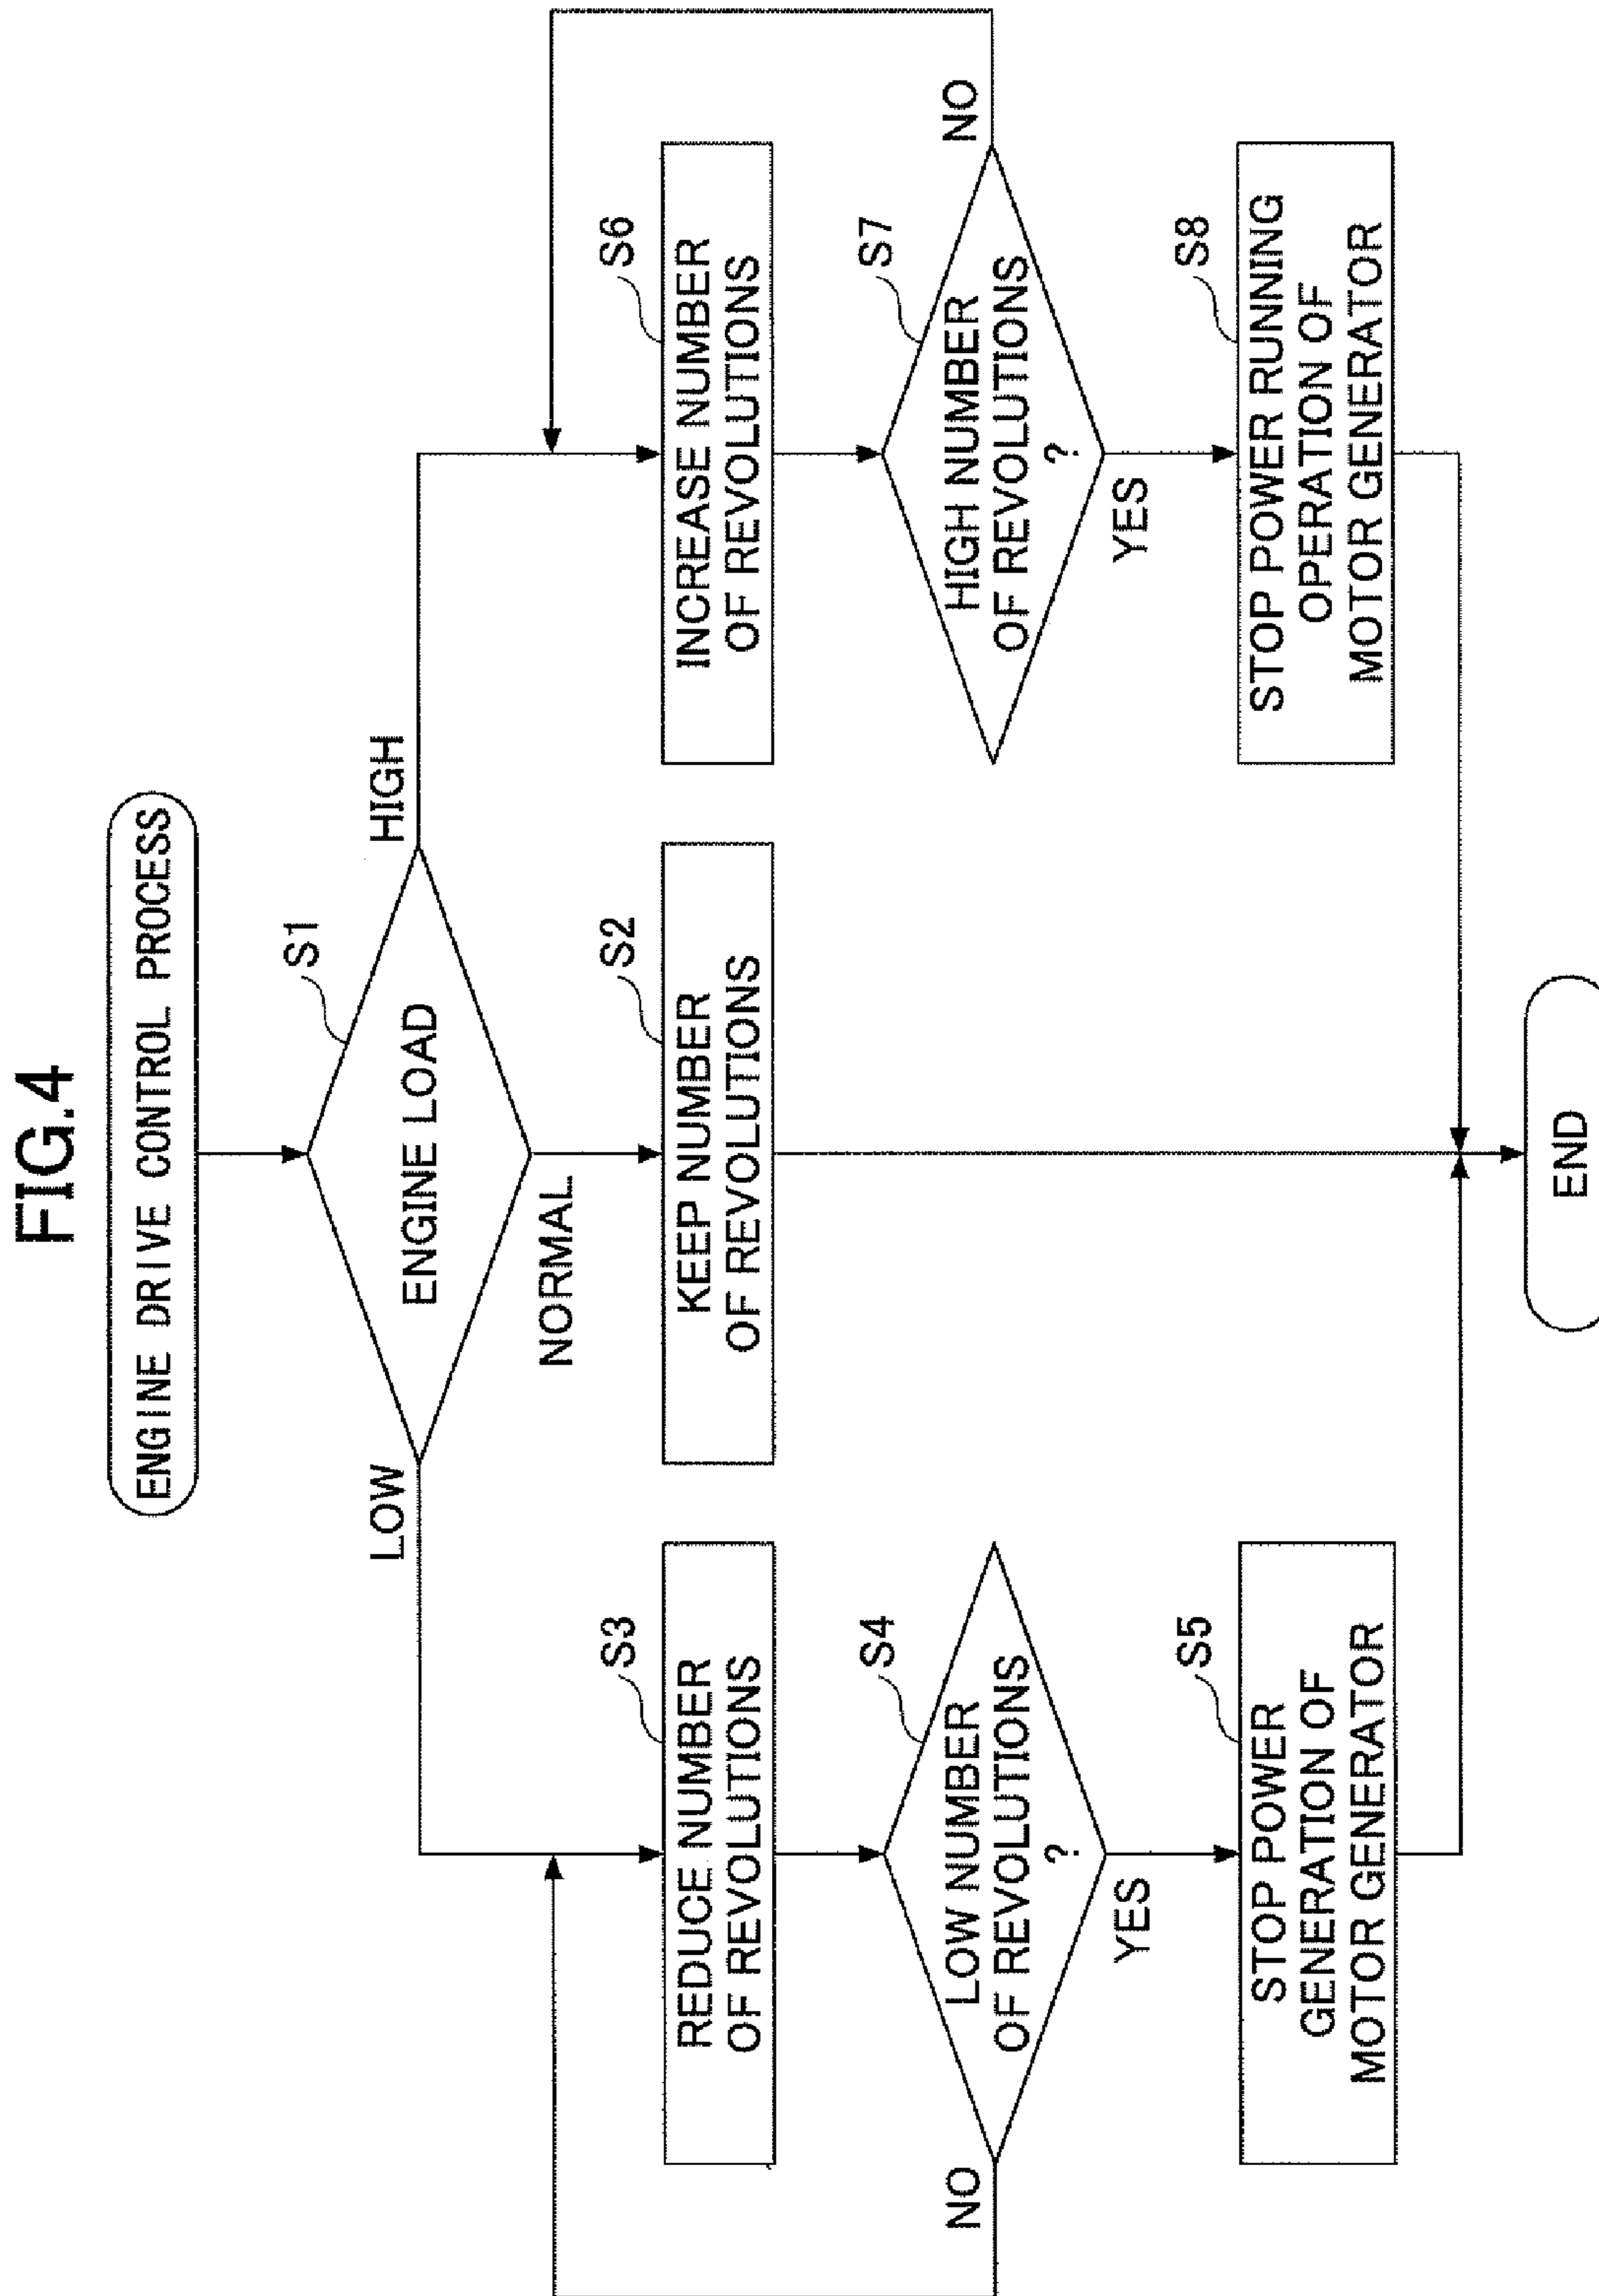 FIG.4
ENGINE DRIVE CONTROL PROCESS
S1
ENGINE LOAD
LOW
HIGH
NORMAL
S3
REDUCE NUMBER
OF REVOLUTIONS
S2
KEEP NUMBER
OF REVOLUTIONS
S6
INCREASE NUMBER
OF REVOLUTIONS
S4
LOW NUMBER
OF REVOLUTIONS
?
NO
YES
S7
HIGH NUMBER
OF REVOLUTIONS
?
NO
YES
S5
STOP POWER
GENERATION OF
MOTOR GENERATOR
S8
STOP POWER RUNNING
OPERATION OF
MOTOR GENERATOR
END